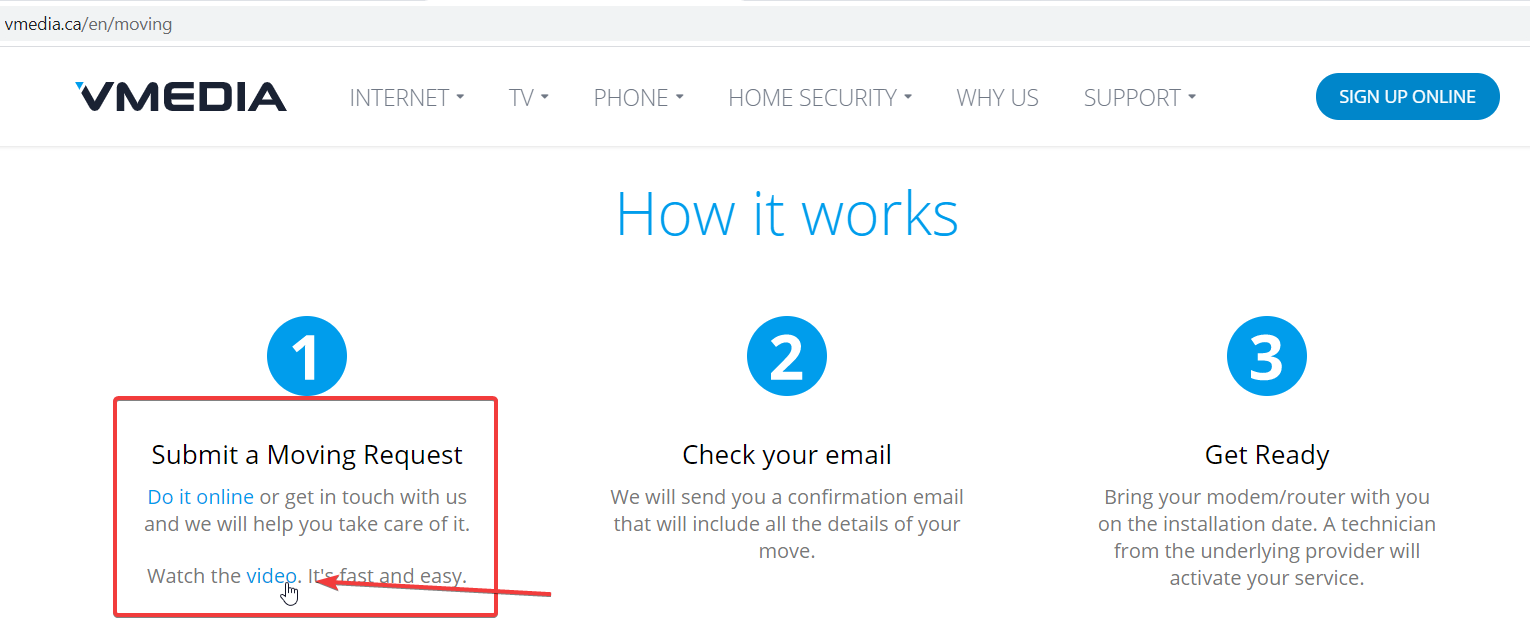 vmedia.ca/en/moving
VMEDIA INTERNET TV PHONE HOME SECURITY WHY US SUPPORT SIGN UP ONLINE
How it works
1
Submit a Moving Request
Do it online or get in touch with us
and we will help you take care of it.
Watch the video. It's fast and easy.
2
Check your email
We will send you a confirmation email
that will include all the details of your
move.
3
Get Ready
Bring your modem/router with you
on the installation date. A technician
from the underlying provider will
activate your service.